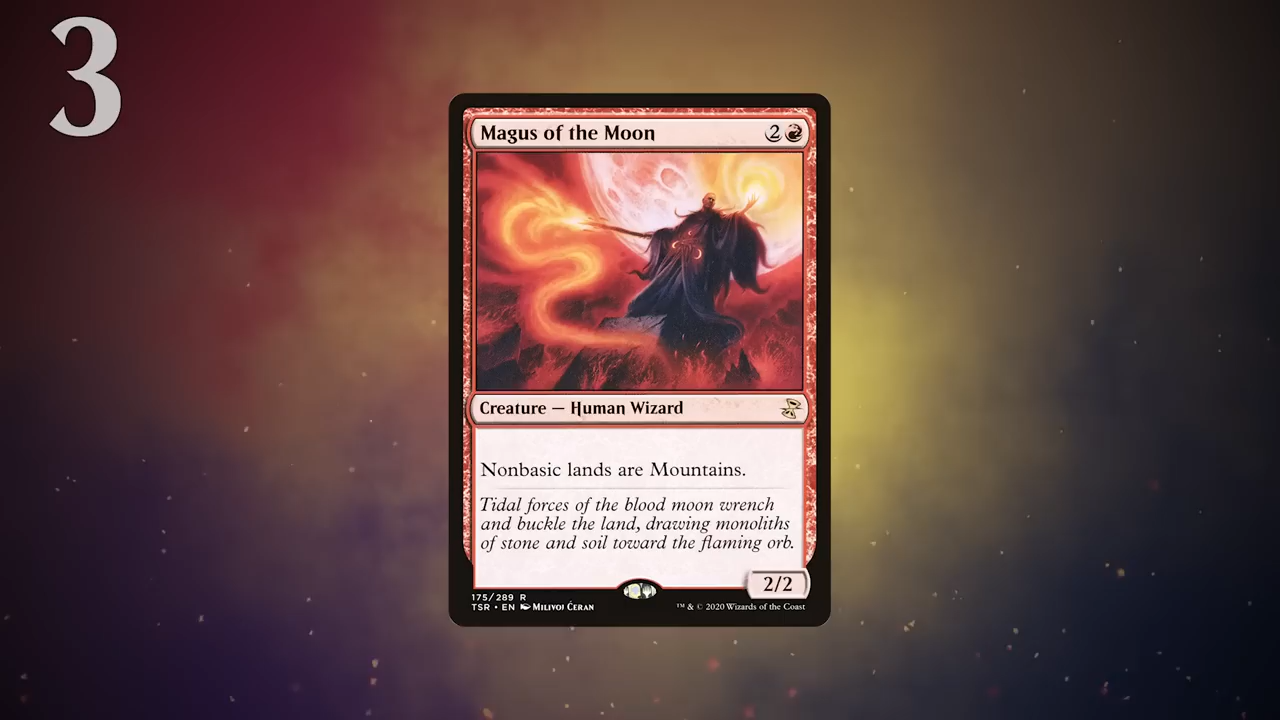 3
Magus of the Moon 2
Creature — Human Wizard
Nonbasic lands are Mountains.
Tidal forces of the blood moon wrench
and buckle the land, drawing monoliths
of stone and soil toward the flaming orb.
2/2
175/289 R
TSR • EN Milivoj Ćeran
™ & © 2020 Wizards of the Coast